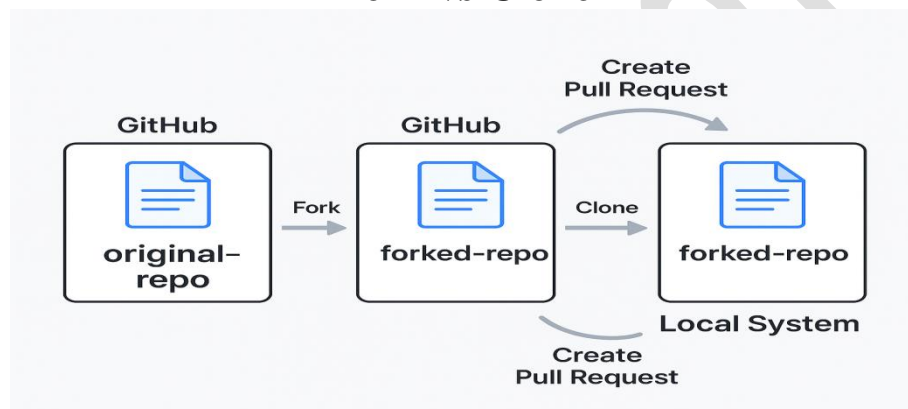 Create
Pull Request
GitHub
GitHub
Fork
Clone
original-
repo
forked-repo
forked-repo
Local System
Create
Pull Request